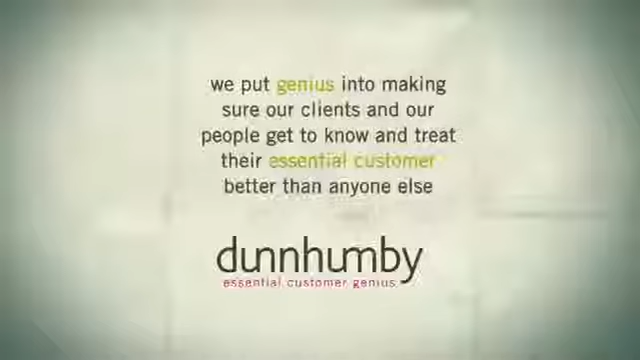 we put genius into making
sure our clients and our
people get to know and treat
their essential customer
better than anyone else
dunnhumby
essential customer genius